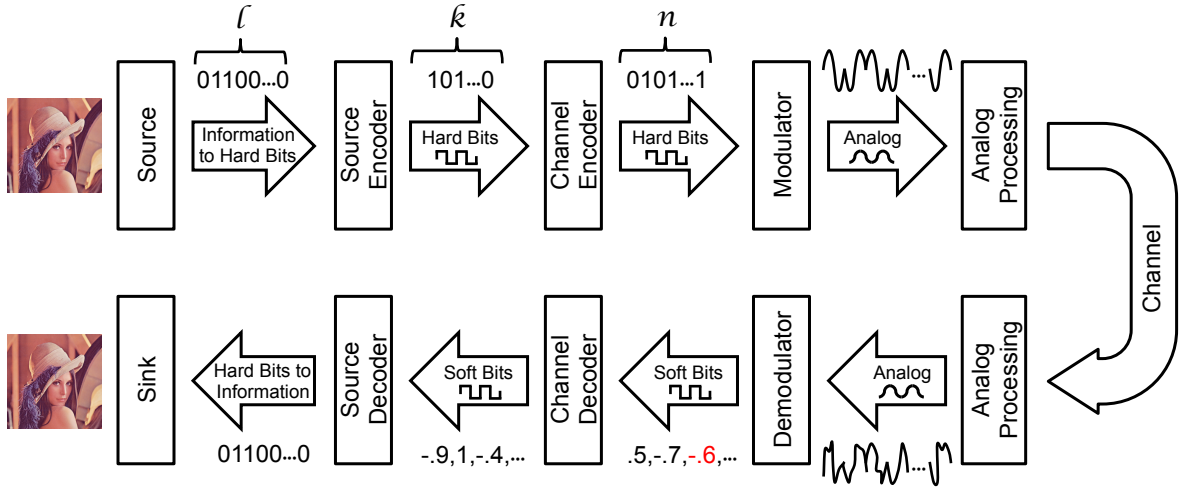 l
k
n
01100...0
101...0
0101...1
...
Source
Information
to Hard Bits
Source
Encoder
Hard Bits
Channel
Encoder
Hard Bits
Modulator
Analog
Analog
Processing
Channel
Sink
Hard Bits to
Information
Source
Decoder
Soft Bits
Channel
Decoder
Soft Bits
Demodulator
Analog
Analog
Processing
01100...0
-.9,1,-.4,...
.5,-.7,-.6,...
...